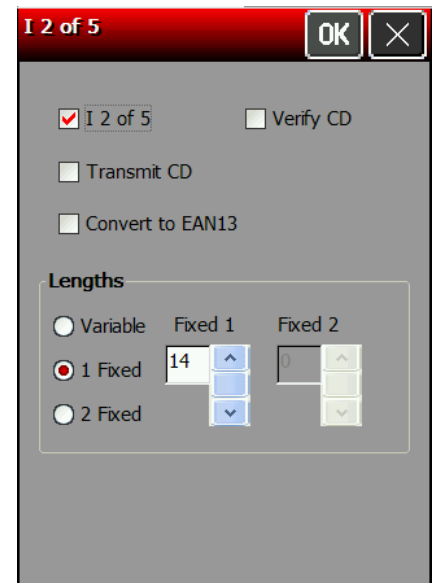 I 2 of 5 OK
I 2 of 5 Verify CD
Transmit CD
Convert to EAN13
Lengths
Variable Fixed 1 Fixed 2
1 Fixed 14 0
2 Fixed